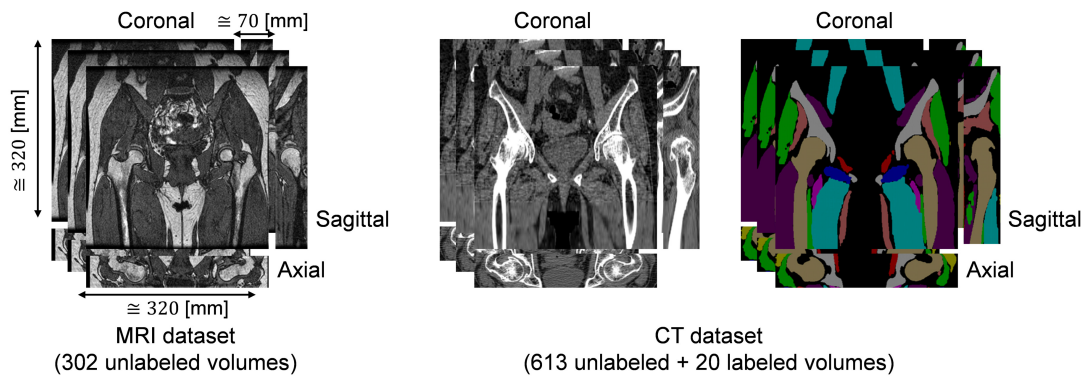 Coronal
≅ 70 [mm]
≅ 320 [mm]
Sagittal
Axial
≅ 320 [mm]
MRI dataset
(302 unlabeled volumes)
Coronal
Coronal
Sagittal
Axial
CT dataset
(613 unlabeled + 20 labeled volumes)